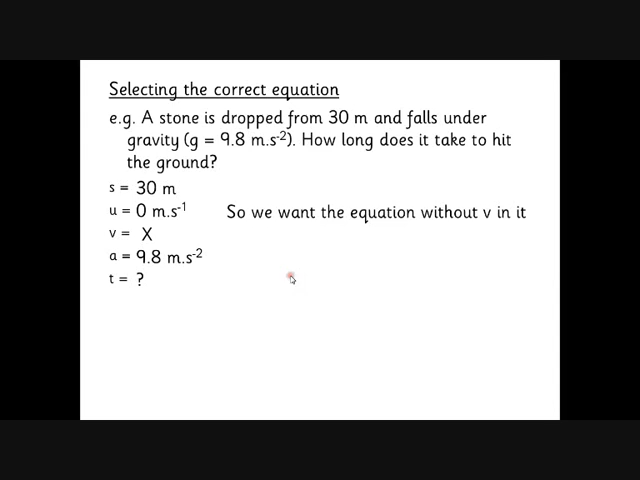 Selecting the correct equation
e.g. A stone is dropped from 30 m and falls under
gravity (g = 9.8 m.s⁻²). How long does it take to hit
the ground?
s = 30 m
u = 0 m.s⁻¹ So we want the equation without v in it
v = X
a = 9.8 m.s⁻²
t = ?